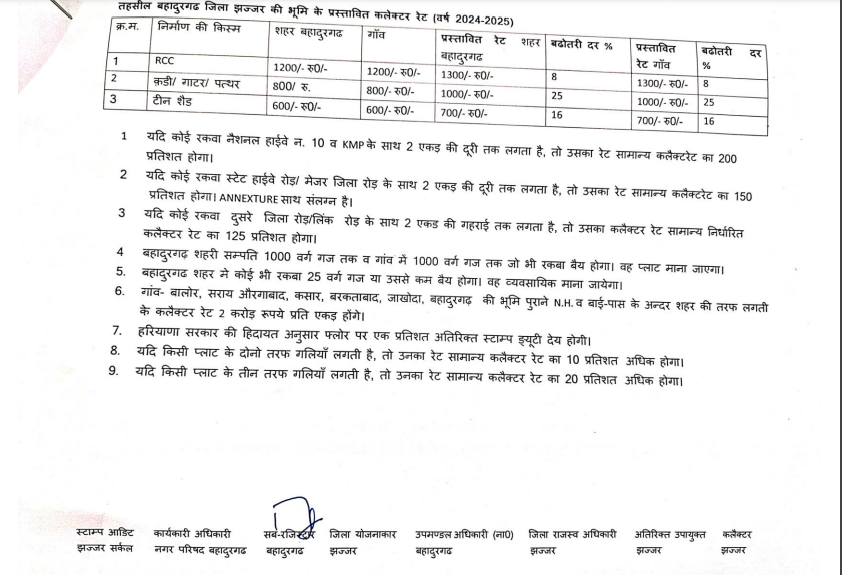 तहसील बहादुरगढ जिला झज्जर की भूमि के प्रस्तावित कलेक्टर रेट (वर्ष 2024-2025)
क्र.म. निर्माण की किस्म शहर बहादुरगढ गॉव प्रस्तावित रेट शहर बहादुरगढ बढोतरी दर % प्रस्तावित रेट गॉव बढोतरी दर %
1 RCC 1200/- रु0/- 1200/- रु0/- 1300/- रु0/- 8 1300/- रु0/- 8
2 कडी/ गाटर/ पत्थर 800/ रु. 800/- रु0/- 1000/- रु0/- 25 1000/- रु0/- 25
3 टीन शैड 600/- रु0/- 600/- रु0/- 700/- रु0/- 16 700/- रु0/- 16
1 यदि कोई रकवा नैशनल हाईवे न. 10 व KMP के साथ 2 एकड़ की दूरी तक लगता है, तो उसका रेट सामान्य कलैक्टरेट का 200
प्रतिशत होगा।
2 यदि कोई रकवा स्टेट हाईवे रोड़/ मेजर जिला रोड़ के साथ 2 एकड़ की दूरी तक लगता है, तो उसका रेट सामान्य कलैक्टरेट का 150
प्रतिशत होगा। ANNEXTURE साथ संलग्न है।
3 यदि कोई रकवा दुसरे जिला रोड़/लिंक रोड़ के साथ 2 एकड की गहराई तक लगता है, तो उसका कलैक्टर रेट सामान्य निर्धारित
कलैक्टर रेट का 125 प्रतिशत होगा।
4 बहादुरगढ शहरी सम्पति 1000 वर्ग गज तक व गांव में 1000 वर्ग गज तक जो भी रकबा बैय होगा। वह प्लाट माना जाएगा।
5. बहादुरगढ शहर मे कोई भी रकबा 25 वर्ग गज या उससे कम बैय होगा। वह व्यवसायिक माना जायेगा।
6. गांव- बालोर, सराय औरगाबाद, कसार, बरकताबाद, जाखोदा, बहादुरगढ की भूमि पुराने N.H. व बाई-पास के अन्दर शहर की तरफ लगती
के कलैक्टर रेट 2 करोड़ रूपये प्रति एकड़ होंगे।
7. हरियाणा सरकार की हिदायत अनुसार फ्लोर पर एक प्रतिशत अतिरिक्त स्टाम्प ड्यूटी देय होगी।
8. यदि किसी प्लाट के दोनो तरफ गलियाँ लगती है, तो उनका रेट सामान्य कलैक्टर रेट का 10 प्रतिशत अधिक होगा।
9. यदि किसी प्लाट के तीन तरफ गलियाँ लगती है, तो उनका रेट सामान्य कलैक्टर रेट का 20 प्रतिशत अधिक होगा।
स्टाम्प आडिट कार्यकारी अधिकारी सब-रजिस्ट्रार जिला योजनाकार उपमण्डल अधिकारी (ना0) जिला राजस्व अधिकारी अतिरिक्त उपायुक्त कलैक्टर
झज्जर सर्कल नगर परिषद बहादुरगढ बहादुरगढ झज्जर बहादुरगढ झज्जर झज्जर झज्जर